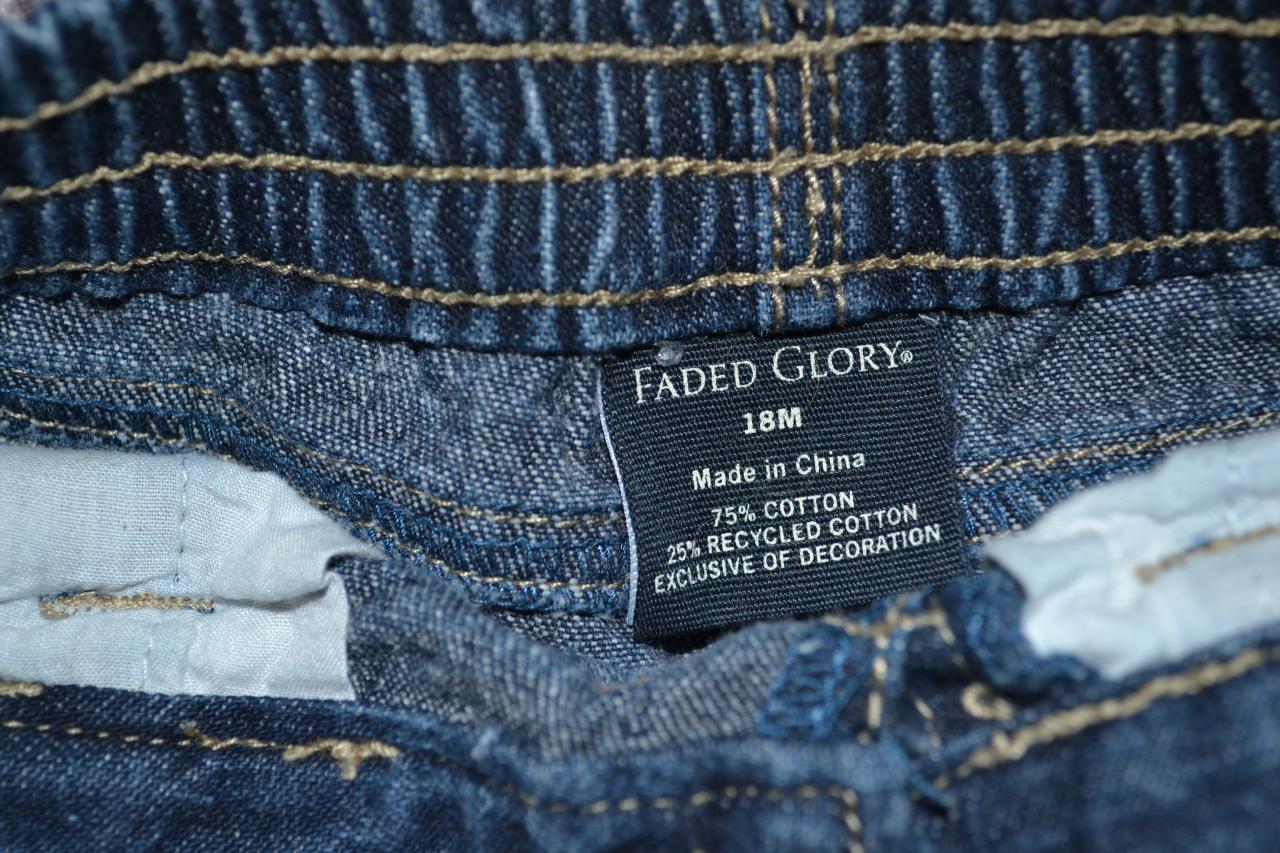 FADED GLORY®
18M
Made in China
75% COTTON
25% RECYCLED COTTON
EXCLUSIVE OF DECORATION